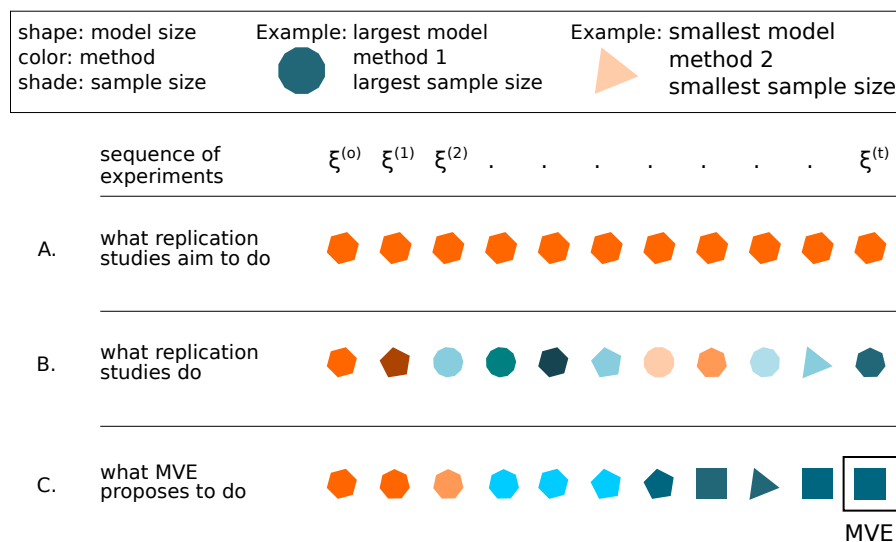 shape: model size
color: method
shade: sample size
Example: largest model
method 1
largest sample size
Example: smallest model
method 2
smallest sample size
sequence of
experiments
ξ(o) ξ(1) ξ(2) . . . . . . . ξ(t)
A.
what replication
studies aim to do
B.
what replication
studies do
C.
what MVE
proposes to do
MVE